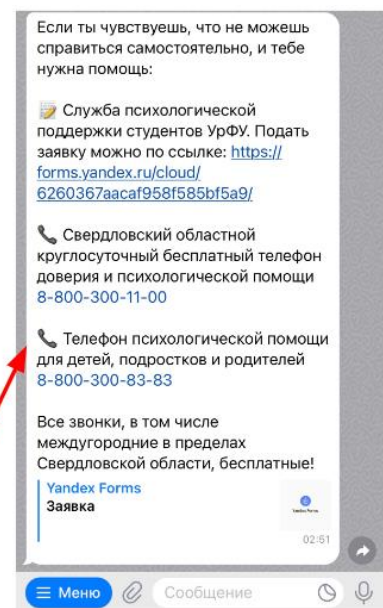 Если ты чувствуешь, что не можешь
справиться самостоятельно, и тебе
нужна помощь:
📝 Служба психологической
поддержки студентов УрФУ. Подать
заявку можно по ссылке: https://
forms.yandex.ru/cloud/
6260367aacaf958f585bf5a9/
📞 Свердловский областной
круглосуточный бесплатный телефон
доверия и психологической помощи
8-800-300-11-00
📞 Телефон психологической помощи
для детей, подростков и родителей
8-800-300-83-83
Все звонки, в том числе
междугородние в пределах
Свердловской области, бесплатные!
Yandex Forms
Заявка
Yandex Forms
02:51
Меню
Сообщение